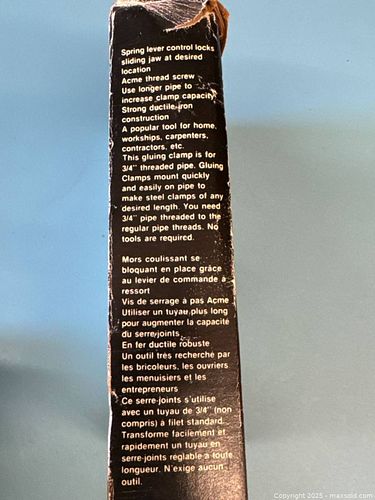 Spring lever control locks
sliding jaw at desired
location
Acme thread screw
Use longer pipe to
increase clamp capacity
Strong ductile-iron
construction
A popular tool for home,
workships, carpenters,
contractors, etc.
This gluing clamp is for
3/4" threaded pipe. Gluing
Clamps mount quickly
and easily on pipe to
make steel clamps of any
desired length. You need
3/4" pipe threaded to the
regular pipe threads. No
tools are required.
Mors coulissant se
bloquant en place grâce
au levier de commande à
ressort
Vis de serrage à pas Acme
Utiliser un tuyau plus long
pour augmenter la capacité
du serre-joints
En fer ductile robuste
Un outil très recherché par
les bricoleurs, les ouvriers
les menuisiers et les
entrepreneurs
Ce serre-joints s'utilise
avec un tuyau de 3/4" (non
compris) à filet standard.
Transforme facilement et
rapidement un tuyau en
serre-joints réglable à toute
longueur. N'exige aucun
outil.
Copyright 2025 - maxsold.com